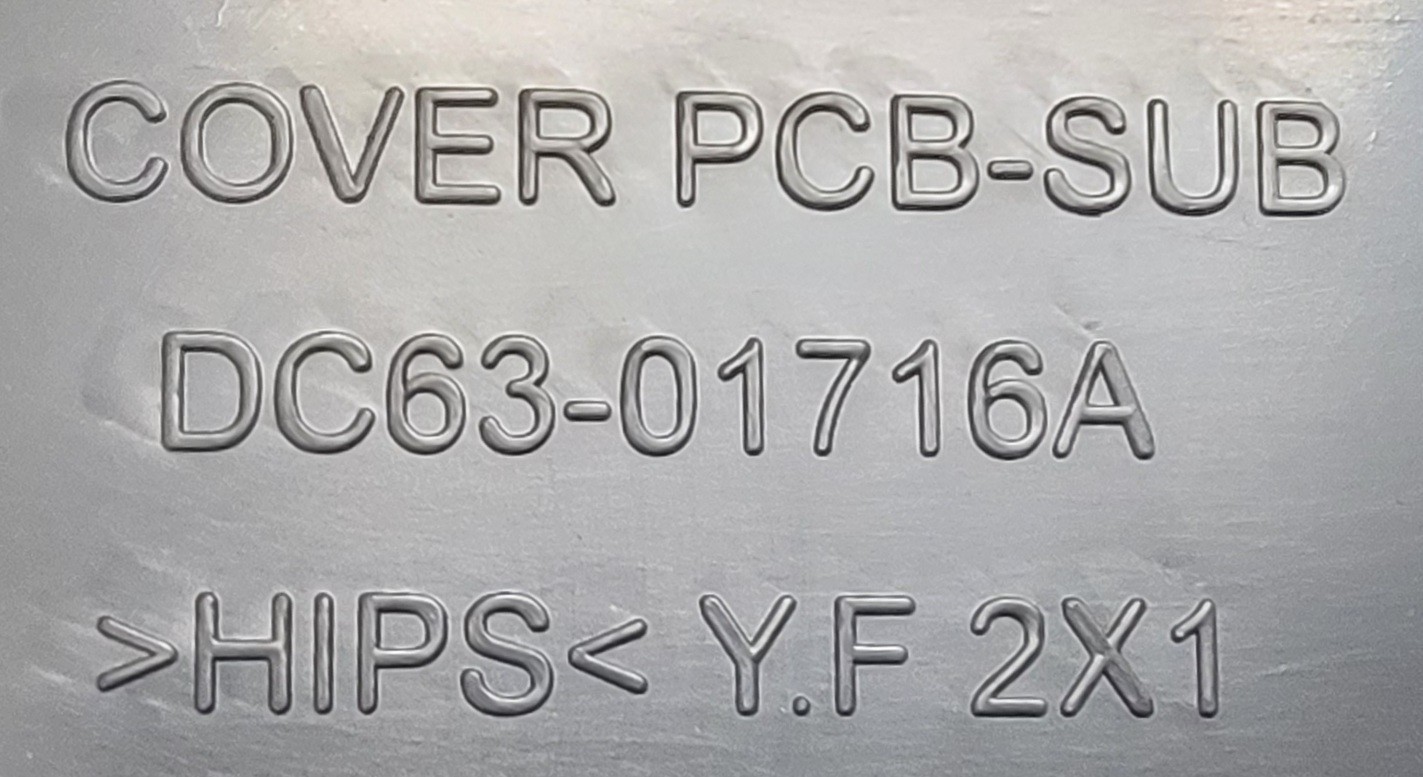 COVER PCB-SUB
DC63-01716A
>HIPS< Y.F 2X1